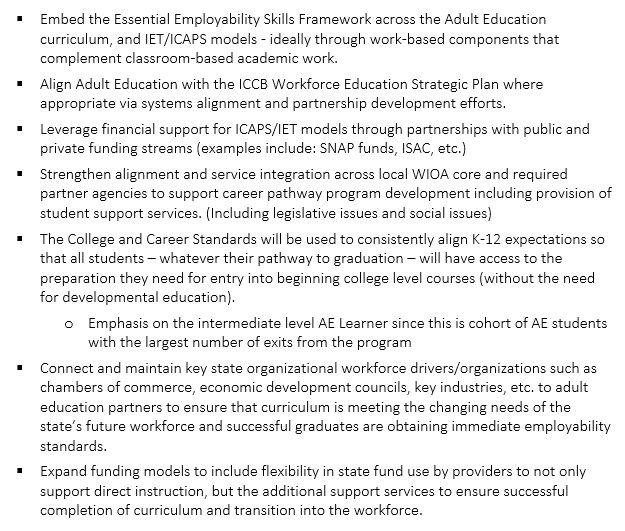 ▪ Embed the Essential Employability Skills Framework across the Adult Education
curriculum, and IET/ICAPS models - ideally through work-based components that
complement classroom-based academic work.
▪ Align Adult Education with the ICCB Workforce Education Strategic Plan where
appropriate via systems alignment and partnership development efforts.
▪ Leverage financial support for ICAPS/IET models through partnerships with public and
private funding streams (examples include: SNAP funds, ISAC, etc.)
▪ Strengthen alignment and service integration across local WIOA core and required
partner agencies to support career pathway program development including provision of
student support services. (Including legislative issues and social issues)
▪ The College and Career Standards will be used to consistently align K-12 expectations so
that all students – whatever their pathway to graduation – will have access to the
preparation they need for entry into beginning college level courses (without the need
for developmental education).
o Emphasis on the intermediate level AE Learner since this is cohort of AE students
with the largest number of exits from the program
▪ Connect and maintain key state organizational workforce drivers/organizations such as
chambers of commerce, economic development councils, key industries, etc. to adult
education partners to ensure that curriculum is meeting the changing needs of the
state's future workforce and successful graduates are obtaining immediate employability
standards.
▪ Expand funding models to include flexibility in state fund use by providers to not only
support direct instruction, but the additional support services to ensure successful
completion of curriculum and transition into the workforce.